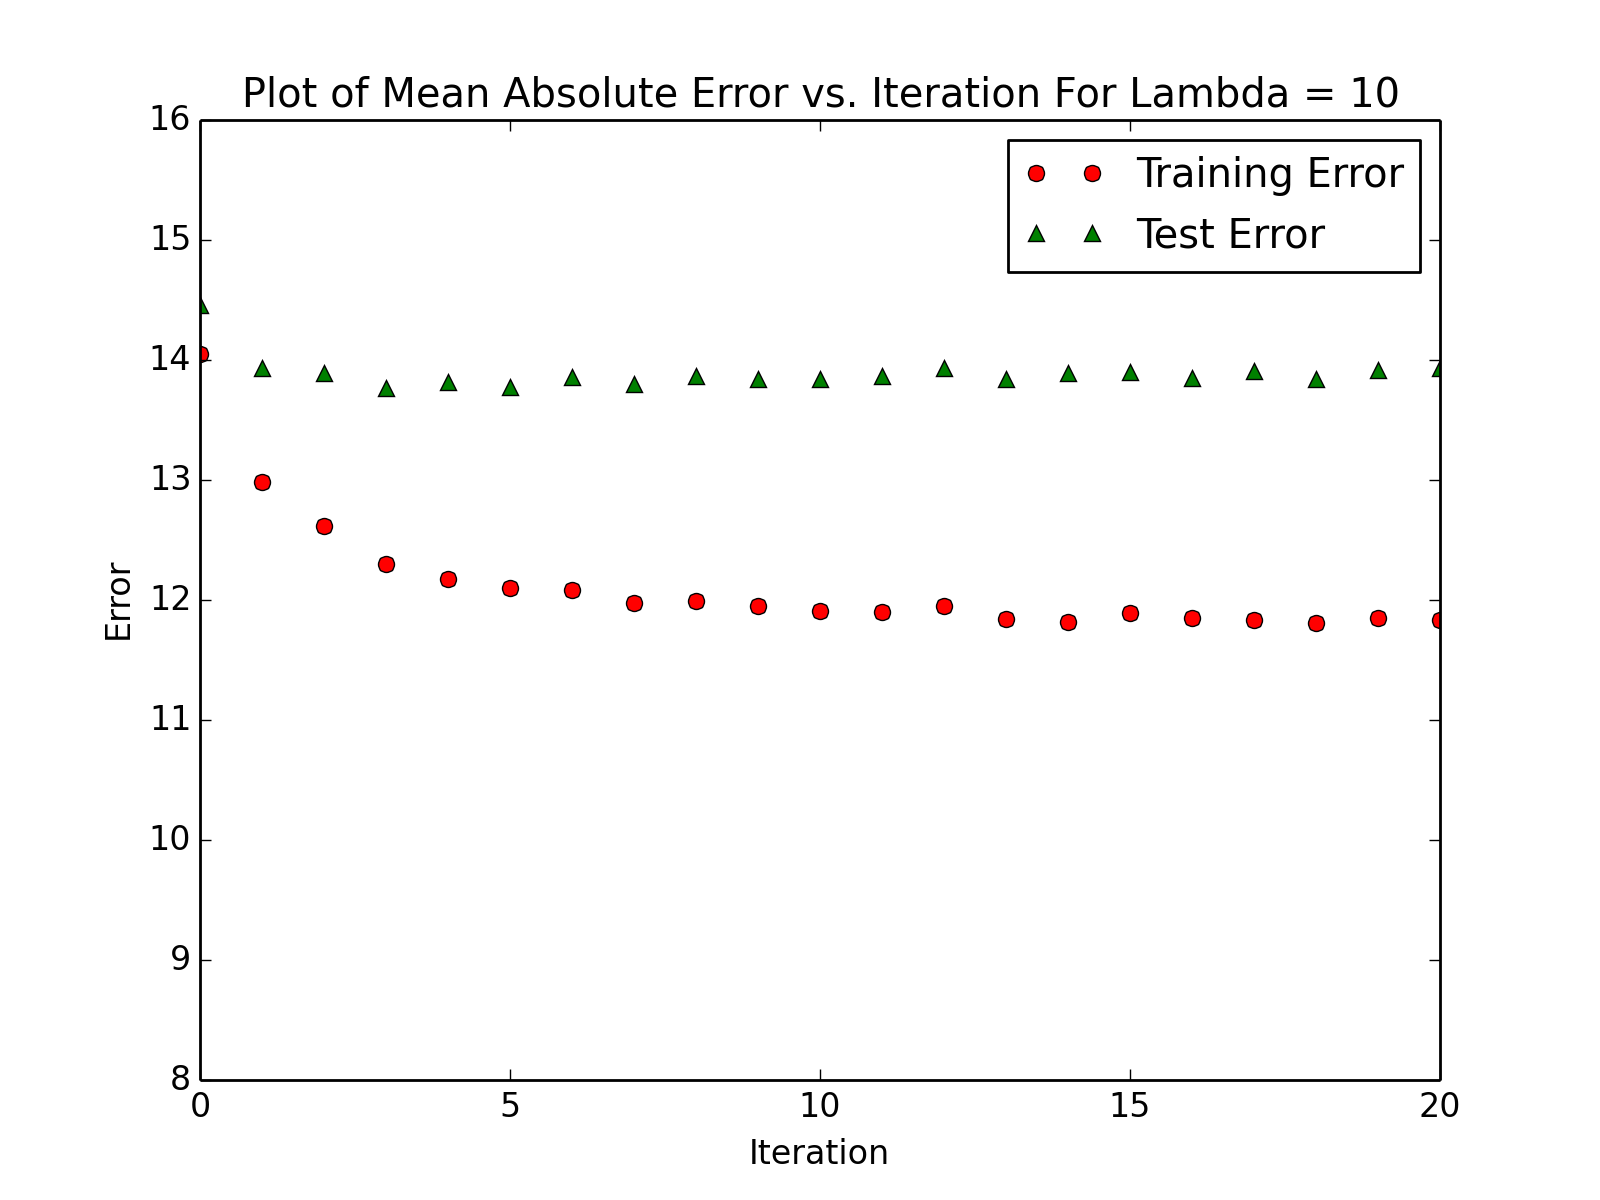 Plot of Mean Absolute Error vs. Iteration For Lambda = 10
16
15
14
13
12
11
10
9
8
Error
Training Error
Test Error
0 5 10 15 20
Iteration